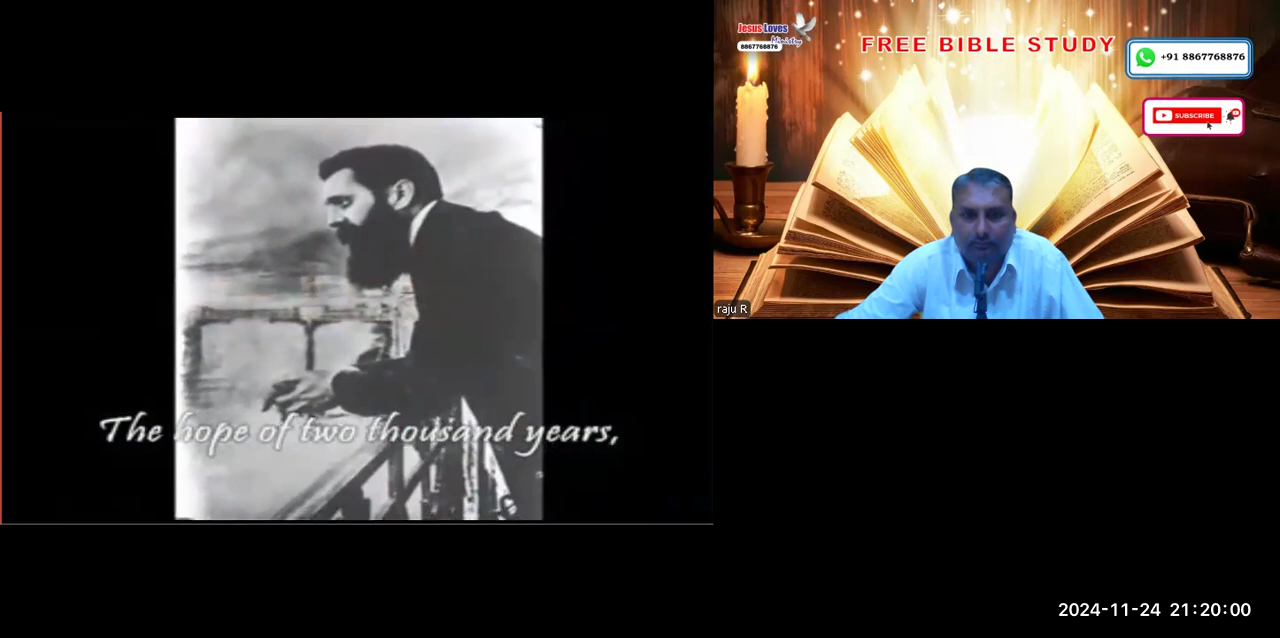 The hope of two thousand years,
Jesus Loves
Ministry
8867768876
FREE BIBLE STUDY
+91 8867768876
SUBSCRIBE
raju R
2024-11-24 21:20:00